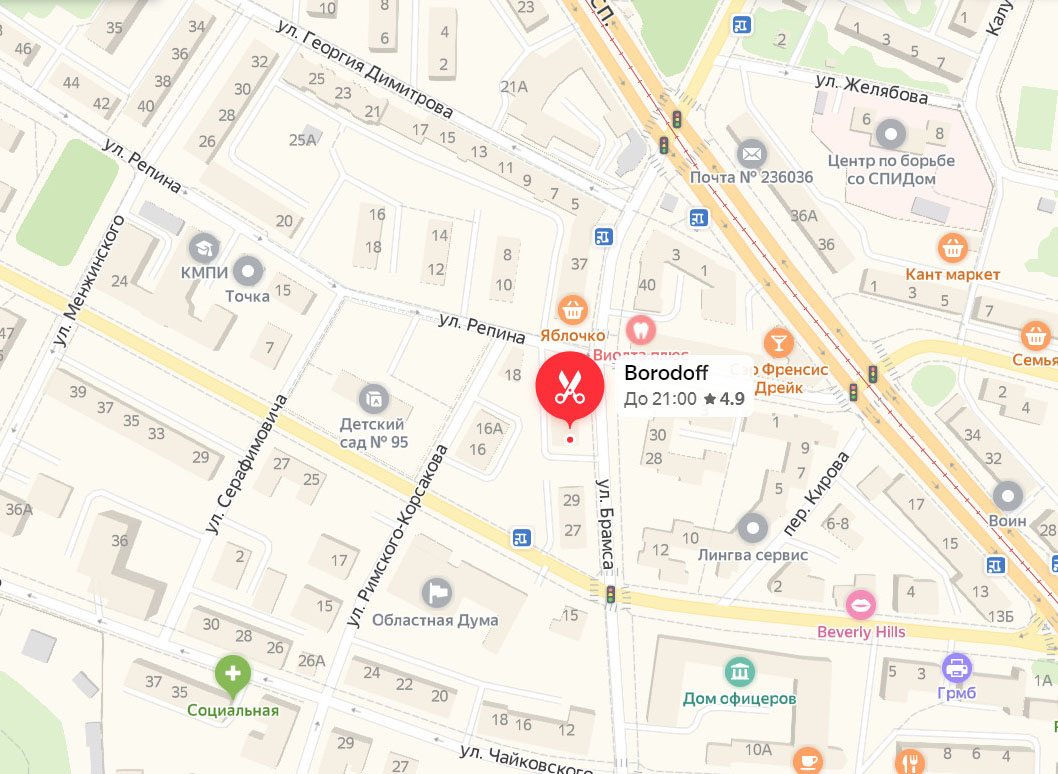 10
8
6
4
2
23
СП.
35
34
36
38
40
46
44
42
ул. Георгия Димитрова
32
30
28
26
25
23
21
25А
17
15
13
11
9
7
5
21А
2
1
3
5
7
1
ул. Желябова
6
8
Центр по борьбе
со СПИДом
Почта № 236036
36А
36
ул. Репина
20
16
18
14
12
8
10
37
3
1
40
Кант маркет
1
3
5
7
ул. Менжинского
24
КМПИ
Точка
15
7
ул. Репина
Яблочко
Виолта плюс
Сэр Френсис
Дрейк
Семья
47
39
37
35
33
29
Детский
сад № 95
18
16А
16
Borodoff
До 21:00 ★ 4.9
30
28
1
9
7
5
4
2
34
32
ул. Серафимовича
27
25
ул. Римского-Корсакова
29
27
ул. Брамса
12
10
Лингва сервис
пер. Кирова
6-8
17
15
Воин
28
36А
36
2
17
15
Областная Дума
15
2
4
13
13Б
Beverly Hills
30
28
26
26А
37
35
Социальная
24
22
20
18
16
12
Дом офицеров
5
3
Грмб
1А
29
27
ул. Чайковского
10А
8
6
4